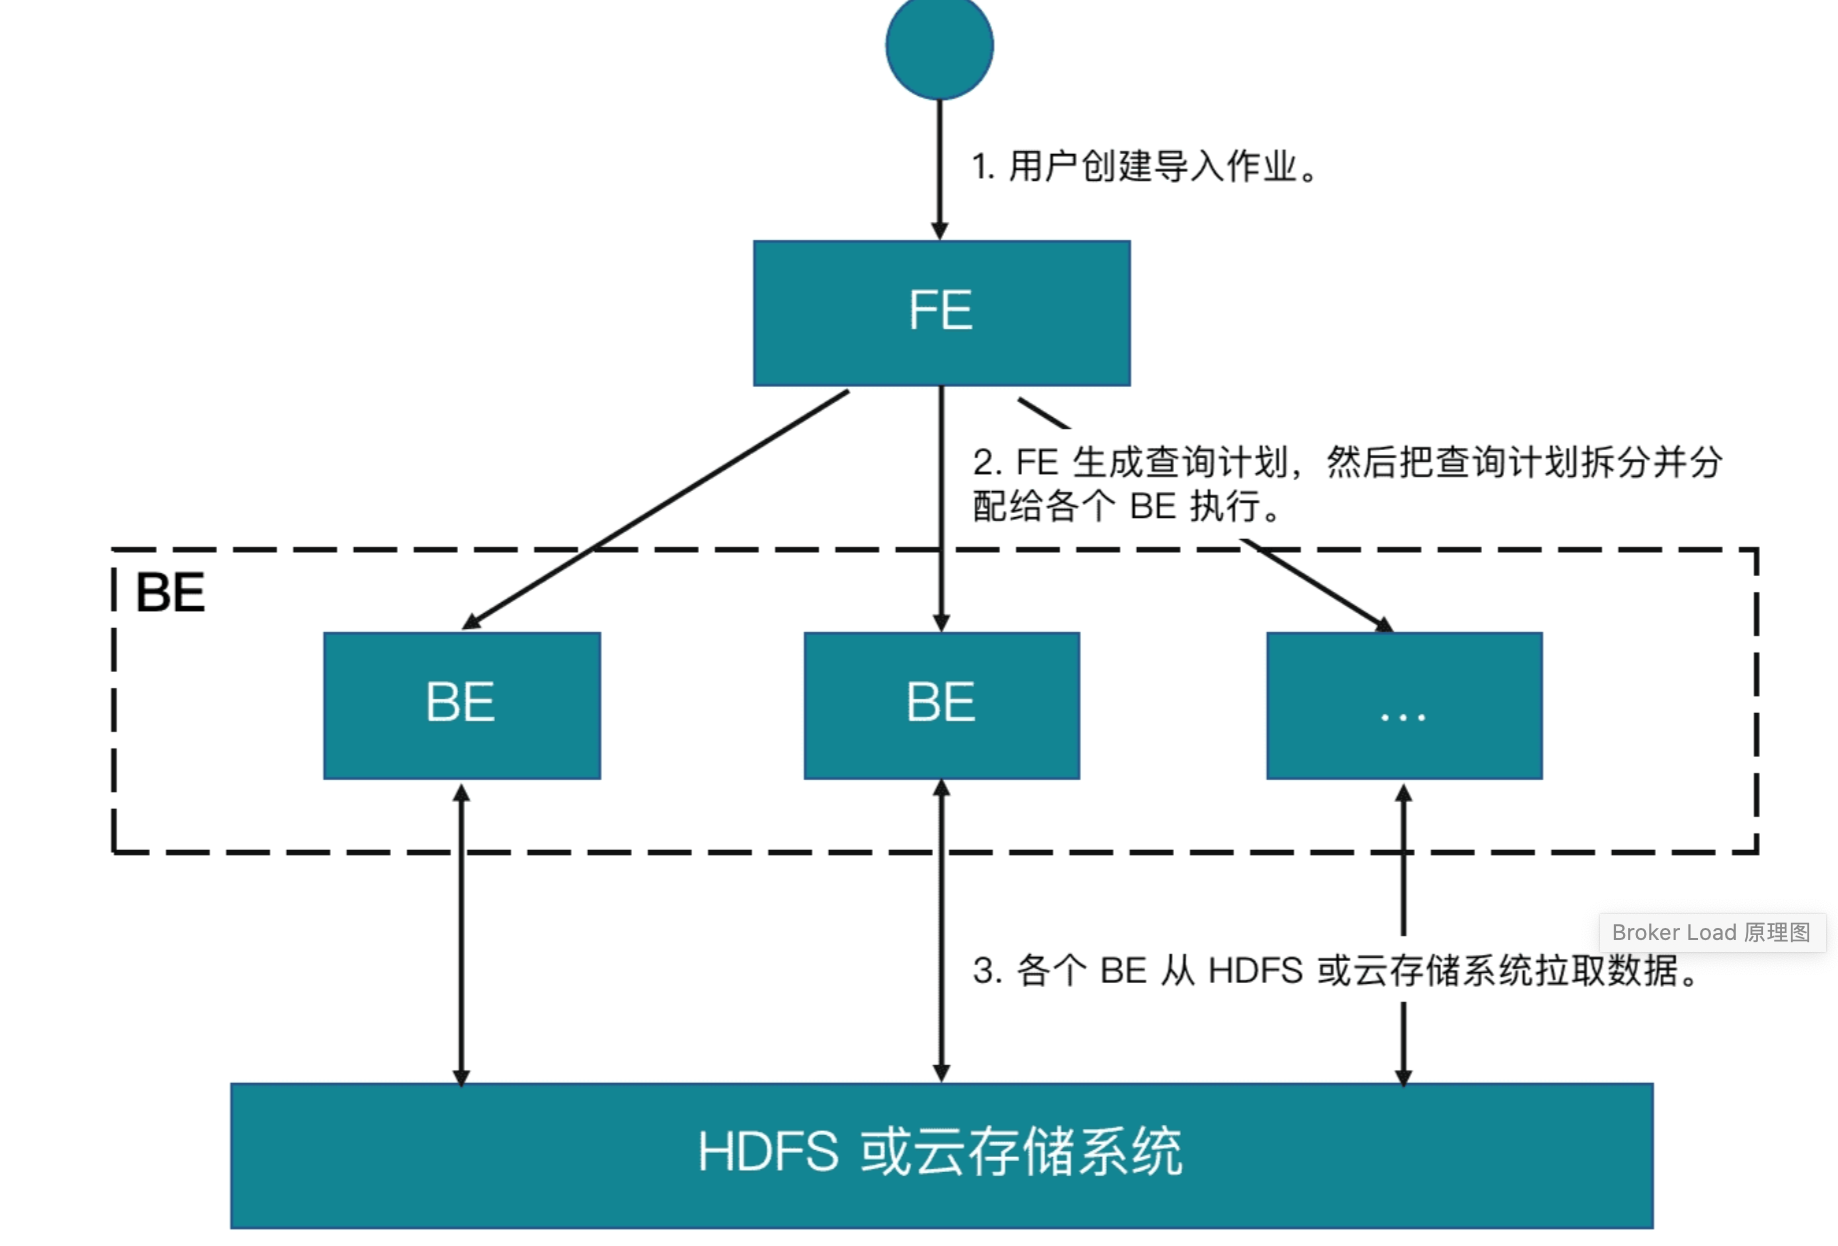 1. 用户创建导入作业。
FE
2. FE 生成查询计划，然后把查询计划拆分并分
配给各个 BE 执行。
BE
BE
BE
...
Broker Load 原理图
3. 各个 BE 从 HDFS 或云存储系统拉取数据。
HDFS 或云存储系统